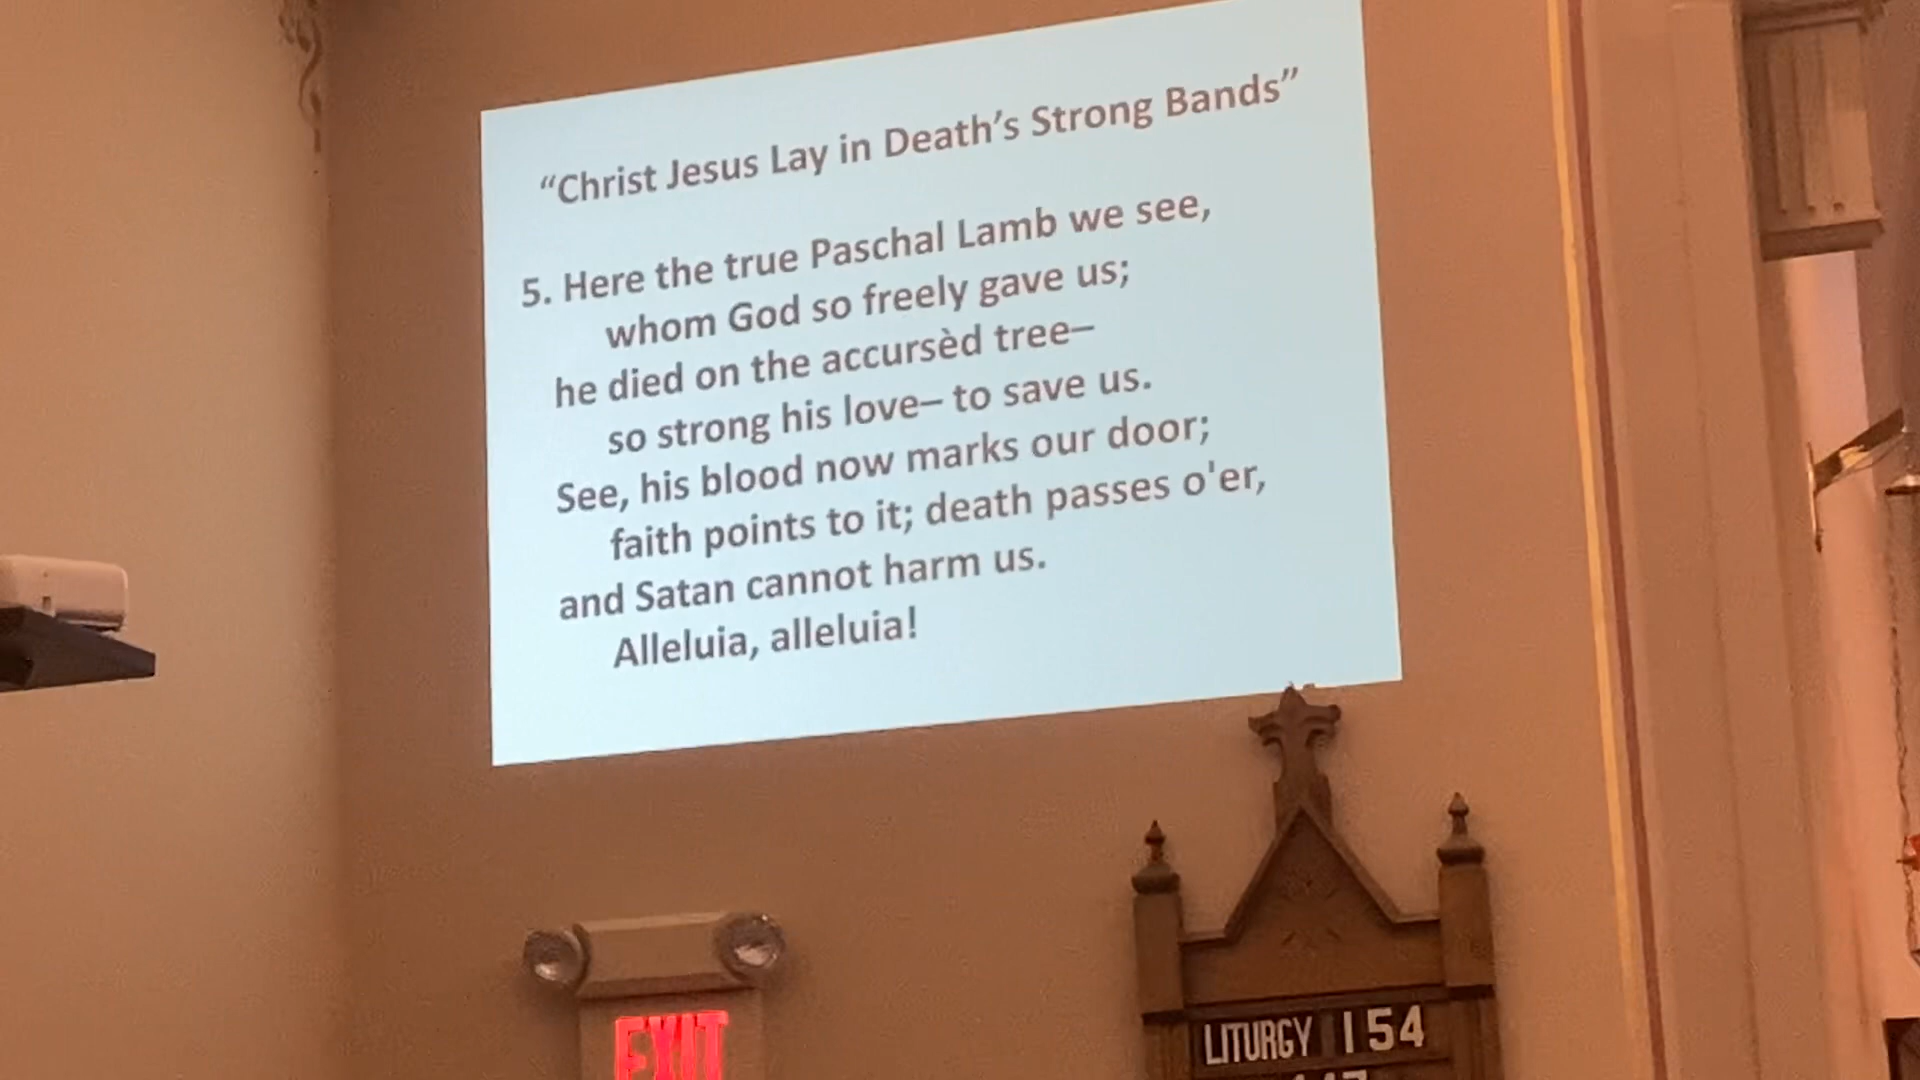 “Christ Jesus Lay in Death’s Strong Bands”
5. Here the true Paschal Lamb we see,
whom God so freely gave us;
he died on the accursèd tree–
so strong his love– to save us.
See, his blood now marks our door;
faith points to it; death passes o'er,
and Satan cannot harm us.
Alleluia, alleluia!
EXIT
LITURGY 154